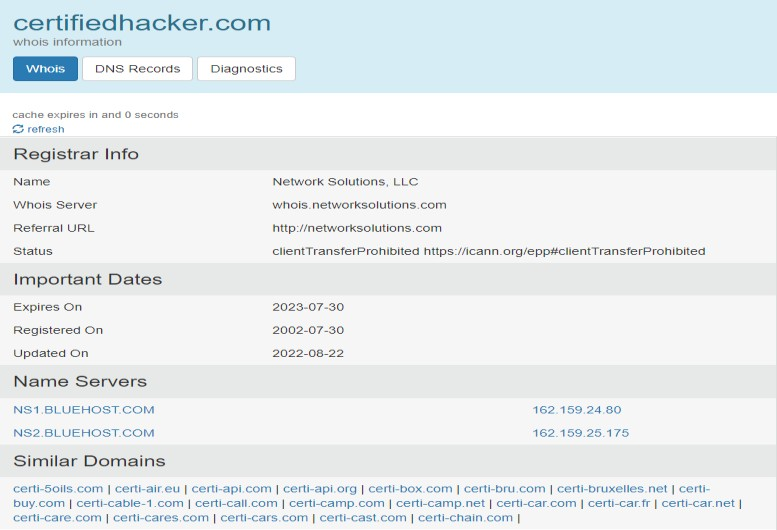 certifiedhacker.com
whois information
Whois DNS Records Diagnostics
cache expires in and 0 seconds
refresh
Registrar Info
Name Network Solutions, LLC
Whois Server whois.networksolutions.com
Referral URL http://networksolutions.com
Status clientTransferProhibited https://icann.org/epp#clientTransferProhibited
Important Dates
Expires On 2023-07-30
Registered On 2002-07-30
Updated On 2022-08-22
Name Servers
NS1.BLUEHOST.COM 162.159.24.80
NS2.BLUEHOST.COM 162.159.25.175
Similar Domains
certi-5oils.com | certi-air.eu | certi-api.com | certi-api.org | certi-box.com | certi-bru.com | certi-bruxelles.net | certi-
buy.com | certi-cable-1.com | certi-call.com | certi-camp.com | certi-camp.net | certi-car.com | certi-car.fr | certi-car.net |
certi-care.com | certi-cares.com | certi-cars.com | certi-cast.com | certi-chain.com |